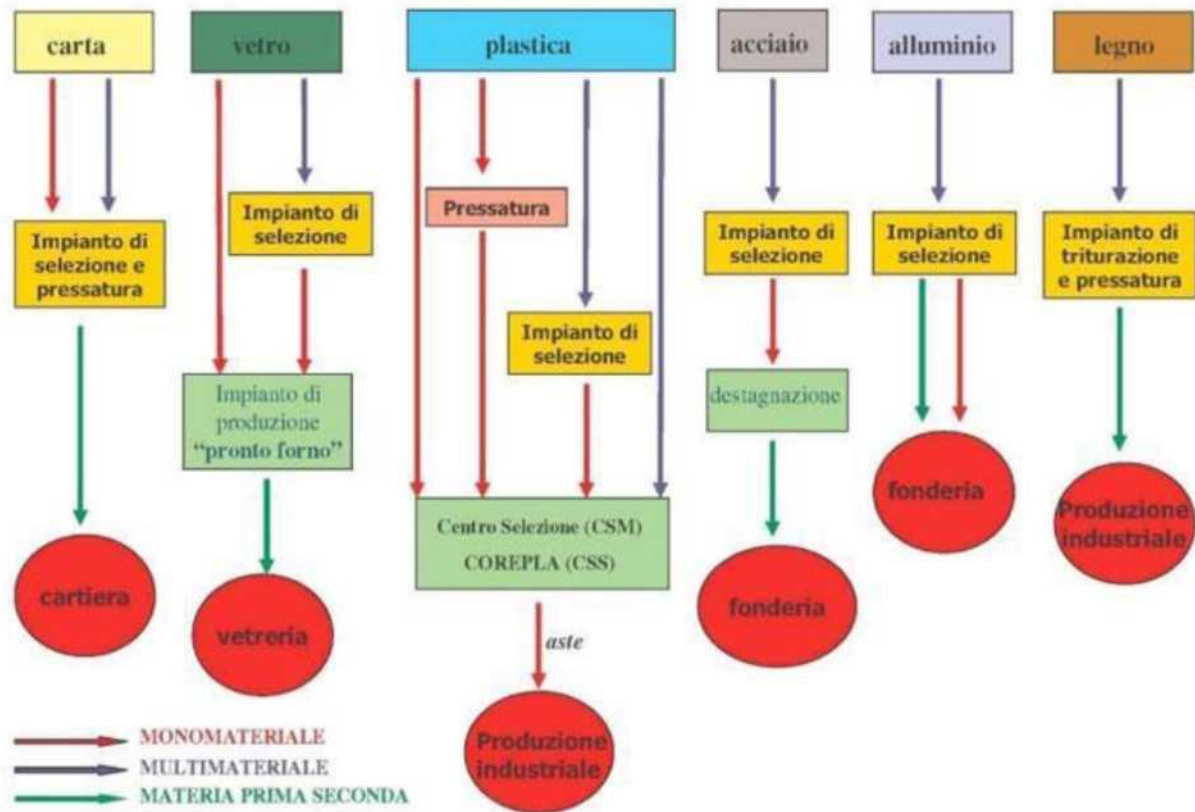 carta
vetro
plastica
acciaio
alluminio
legno
Impianto di
selezione e
pressatura
Impianto di
selezione
Pressatura
Impianto di
selezione
Impianto di
selezione
Impianto di
selezione
Impianto di
triturazione
e pressatura
Impianto di
produzione
“pronto forno”
destagnazione
Centro Selezione (CSM)
COREPLA (CSS)
cartiera
vetreria
aste
Produzione
industriale
fonderia
fonderia
Produzione
industriale
MONOMATERIALE
MULTIMATERIALE
MATERIA PRIMA SECONDA